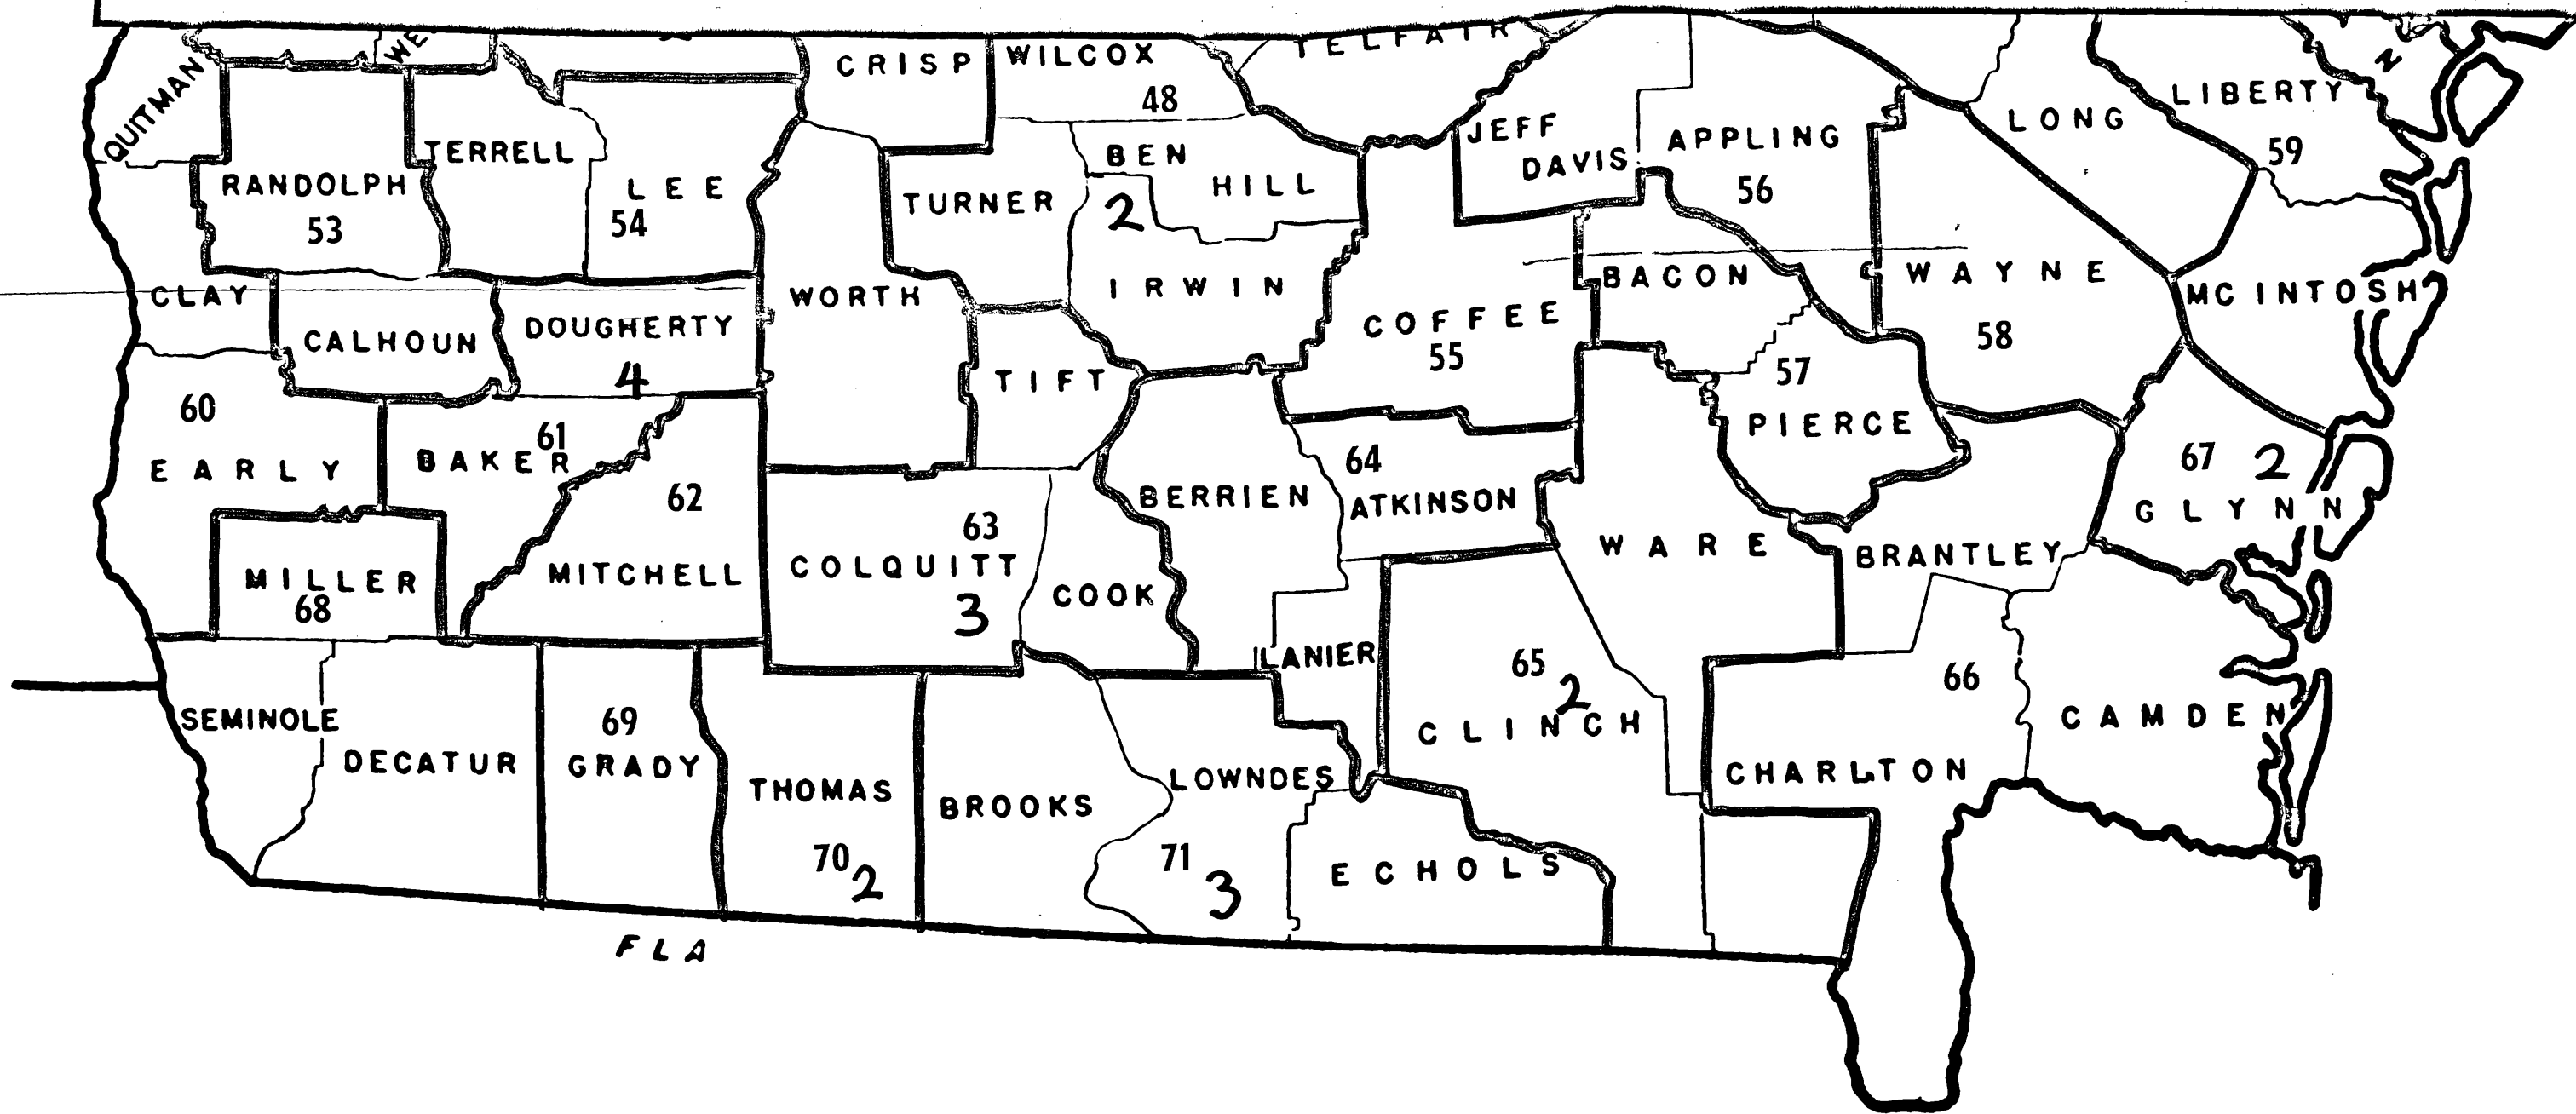 QUITMAN
WE
CRISP
WILCOX
48
TELFAIR
JEFF
DAVIS
APPLING
56
LONG
LIBERTY
59
N
RANDOLPH
53
TERRELL
LEE
54
TURNER
BEN
HILL
2
IRWIN
CLAY
CALHOUN
DOUGHERTY
4
WORTH
TIFT
COFFEE
55
BACON
WAYNE
58
MCINTOSH
57
PIERCE
60
EARLY
61
BAKER
62
MITCHELL
63
COLQUITT
3
COOK
BERRIEN
64
ATKINSON
WARE
BRANTLEY
67 2
GLYNN
MILLER
68
LANIER
65
2
CLINCH
66
CHARLTON
CAMDEN
SEMINOLE
DECATUR
69
GRADY
THOMAS
70 2
BROOKS
LOWNDES
71 3
ECHOLS
FLA